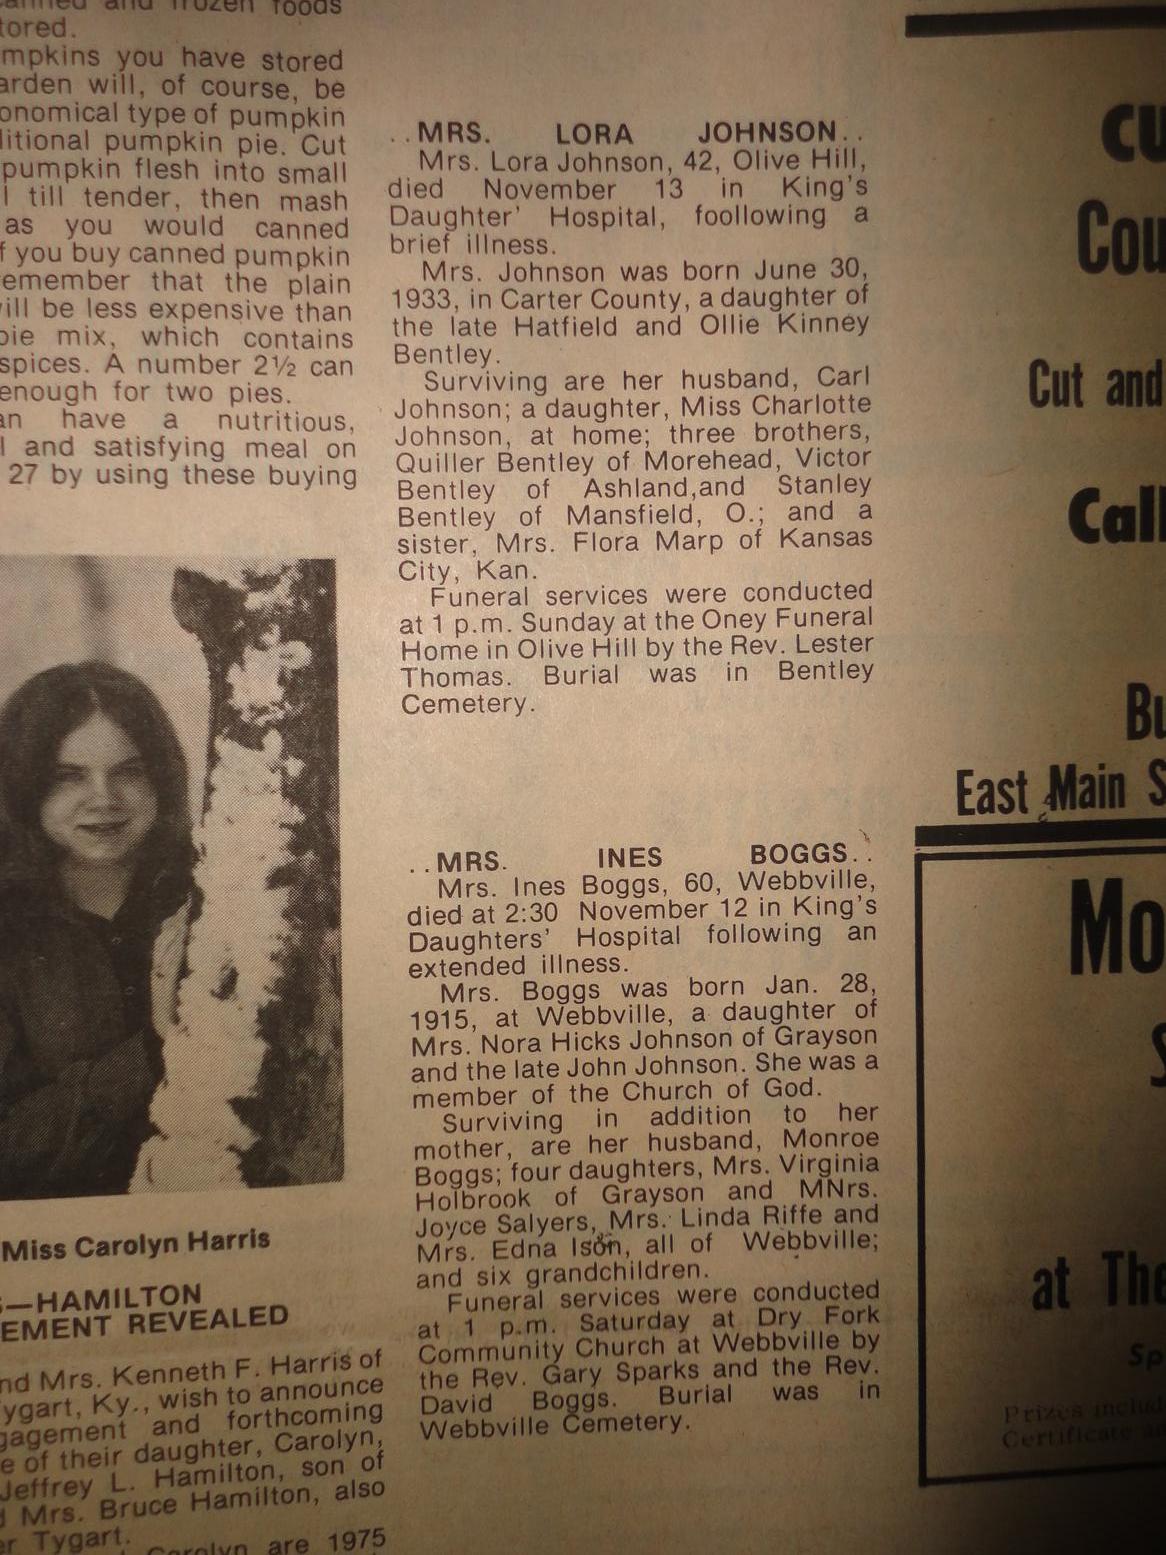 and frozen foods
tored.
mpkins you have stored
arden will, of course, be
onomical type of pumpkin
ditional pumpkin pie. Cut
pumpkin flesh into small
l till tender, then mash
as you would canned
f you buy canned pumpkin
emember that the plain
will be less expensive than
pie mix, which contains
spices. A number 2½ can
enough for two pies.
an have a nutritious,
l and satisfying meal on
27 by using these buying
Miss Carolyn Harris
S—HAMILTON
EMENT REVEALED
nd Mrs. Kenneth F. Harris of
ygart, Ky., wish to announce
gagement and forthcoming
e of their daughter, Carolyn,
Jeffrey L. Hamilton, son of
d Mrs. Bruce Hamilton, also
er Tygart.
Carolyn are 1975
..MRS. LORA JOHNSON..
Mrs. Lora Johnson, 42, Olive Hill,
died November 13 in King's
Daughter' Hospital, foollowing a
brief illness.
Mrs. Johnson was born June 30,
1933, in Carter County, a daughter of
the late Hatfield and Ollie Kinney
Bentley.
Surviving are her husband, Carl
Johnson; a daughter, Miss Charlotte
Johnson, at home; three brothers,
Quiller Bentley of Morehead, Victor
Bentley of Ashland,and Stanley
Bentley of Mansfield, O.; and a
sister, Mrs. Flora Marp of Kansas
City, Kan.
Funeral services were conducted
at 1 p.m. Sunday at the Oney Funeral
Home in Olive Hill by the Rev. Lester
Thomas. Burial was in Bentley
Cemetery.
..MRS. INES BOGGS..
Mrs. Ines Boggs, 60, Webbville,
died at 2:30 November 12 in King's
Daughters' Hospital following an
extended illness.
Mrs. Boggs was born Jan. 28,
1915, at Webbville, a daughter of
Mrs. Nora Hicks Johnson of Grayson
and the late John Johnson. She was a
member of the Church of God.
Surviving in addition to her
mother, are her husband, Monroe
Boggs; four daughters, Mrs. Virginia
Holbrook of Grayson and MNrs.
Joyce Salyers, Mrs. Linda Riffe and
Mrs. Edna Ison, all of Webbville;
and six grandchildren.
Funeral services were conducted
at 1 p.m. Saturday at Dry Fork
Community Church at Webbville by
the Rev. Gary Sparks and the Rev.
David Boggs. Burial was in
Webbville Cemetery.
cu
Cou
Cut and
Call
Bu
East Main S
Mo
S
at The
Sp
Prizes includ
Certificate an